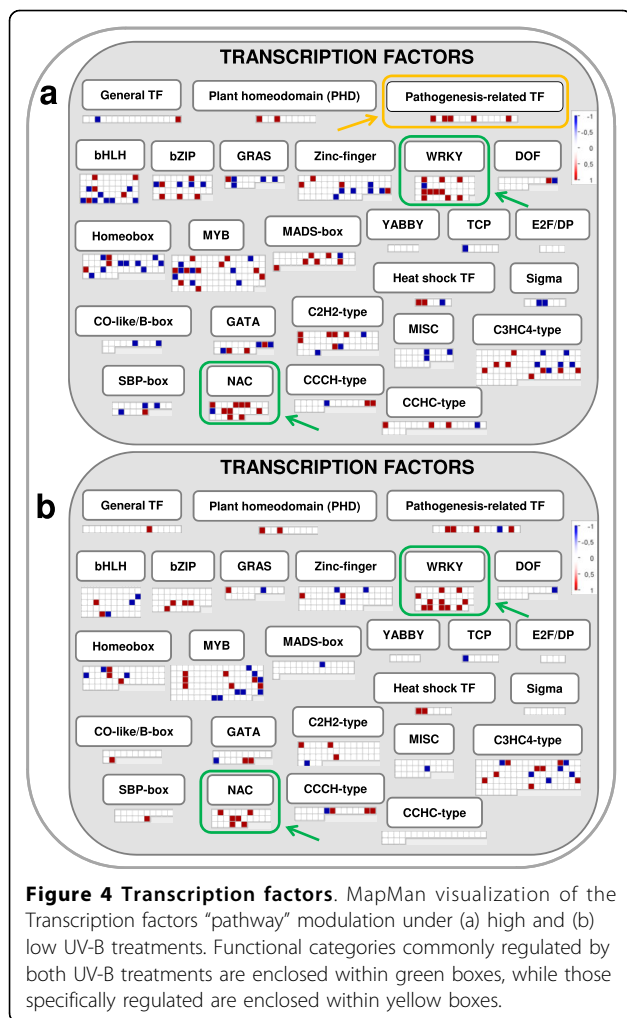 TRANSCRIPTION FACTORS
a
General TF
Plant homeodomain (PHD)
Pathogenesis-related TF
-1
-0,5
0
0,5
1
bHLH
bZIP
GRAS
Zinc-finger
WRKY
DOF
Homeobox
MYB
MADS-box
YABBY
TCP
E2F/DP
Heat shock TF
Sigma
CO-like/B-box
GATA
C2H2-type
MISC
C3HC4-type
SBP-box
NAC
CCCH-type
CCHC-type
TRANSCRIPTION FACTORS
b
General TF
Plant homeodomain (PHD)
Pathogenesis-related TF
-1
-0,5
0
0,5
1
bHLH
bZIP
GRAS
Zinc-finger
WRKY
DOF
Homeobox
MYB
MADS-box
YABBY
TCP
E2F/DP
Heat shock TF
Sigma
CO-like/B-box
GATA
C2H2-type
MISC
C3HC4-type
SBP-box
NAC
CCCH-type
CCHC-type
Figure 4 Transcription factors. MapMan visualization of the
Transcription factors “pathway” modulation under (a) high and (b)
low UV-B treatments. Functional categories commonly regulated by
both UV-B treatments are enclosed within green boxes, while those
specifically regulated are enclosed within yellow boxes.